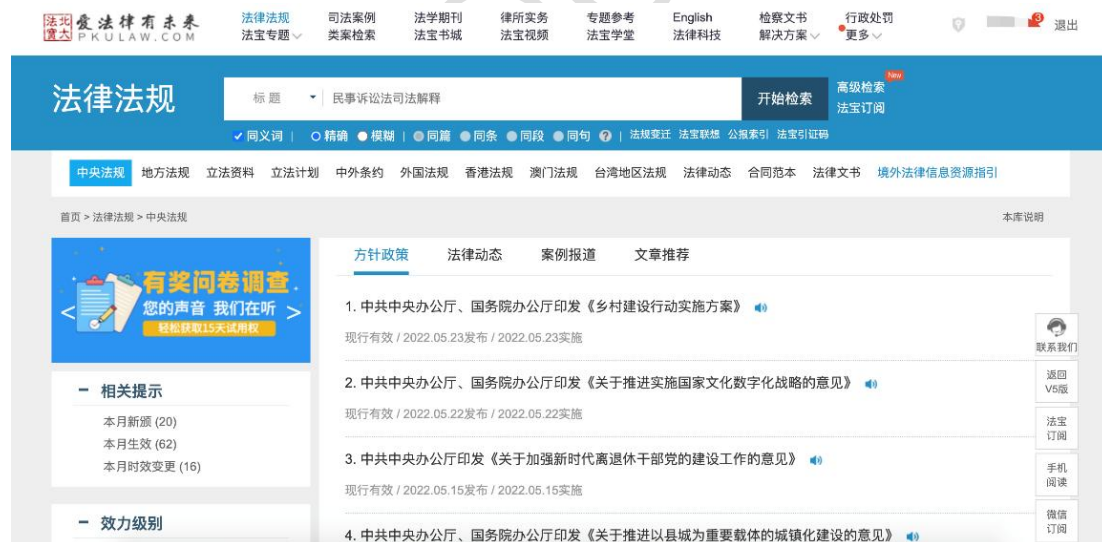 法北
寶大
爱法律有未来
PKULAW.COM
法律法规 司法案例 法学期刊 律所实务 专题参考 English 检察文书 行政处罚
法宝专题 类案检索 法宝书城 法宝视频 法宝学堂 法律科技 解决方案 更多
3
退出
法律法规
标题 民事诉讼法司法解释 开始检索
高级检索 New
法宝订阅
同义词 | 精确 模糊 | 同篇 同条 同段 同句 ? | 法规变迁 法宝联想 公报索引 法宝引证码
中央法规 地方法规 立法资料 立法计划 中外条约 外国法规 香港法规 澳门法规 台湾地区法规 法律动态 合同范本 法律文书 境外法律信息资源指引
首页 > 法律法规 > 中央法规 本库说明
有奖问卷调查
您的声音 我们在听
轻松获取15天试用权
相关提示
本月新颁 (20)
本月生效 (62)
本月时效变更 (16)
效力级别
方针政策 法律动态 案例报道 文章推荐
1. 中共中央办公厅、国务院办公厅印发《乡村建设行动实施方案》
现行有效 / 2022.05.23发布 / 2022.05.23实施
2. 中共中央办公厅、国务院办公厅印发《关于推进实施国家文化数字化战略的意见》
现行有效 / 2022.05.22发布 / 2022.05.22实施
3. 中共中央办公厅印发《关于加强新时代离退休干部党的建设工作的意见》
现行有效 / 2022.05.15发布 / 2022.05.15实施
4. 中共中央办公厅、国务院办公厅印发《关于推进以县城为重要载体的城镇化建设的意见》
联系我们
返回
V5版
法宝
订阅
手机
阅读
微信
订阅